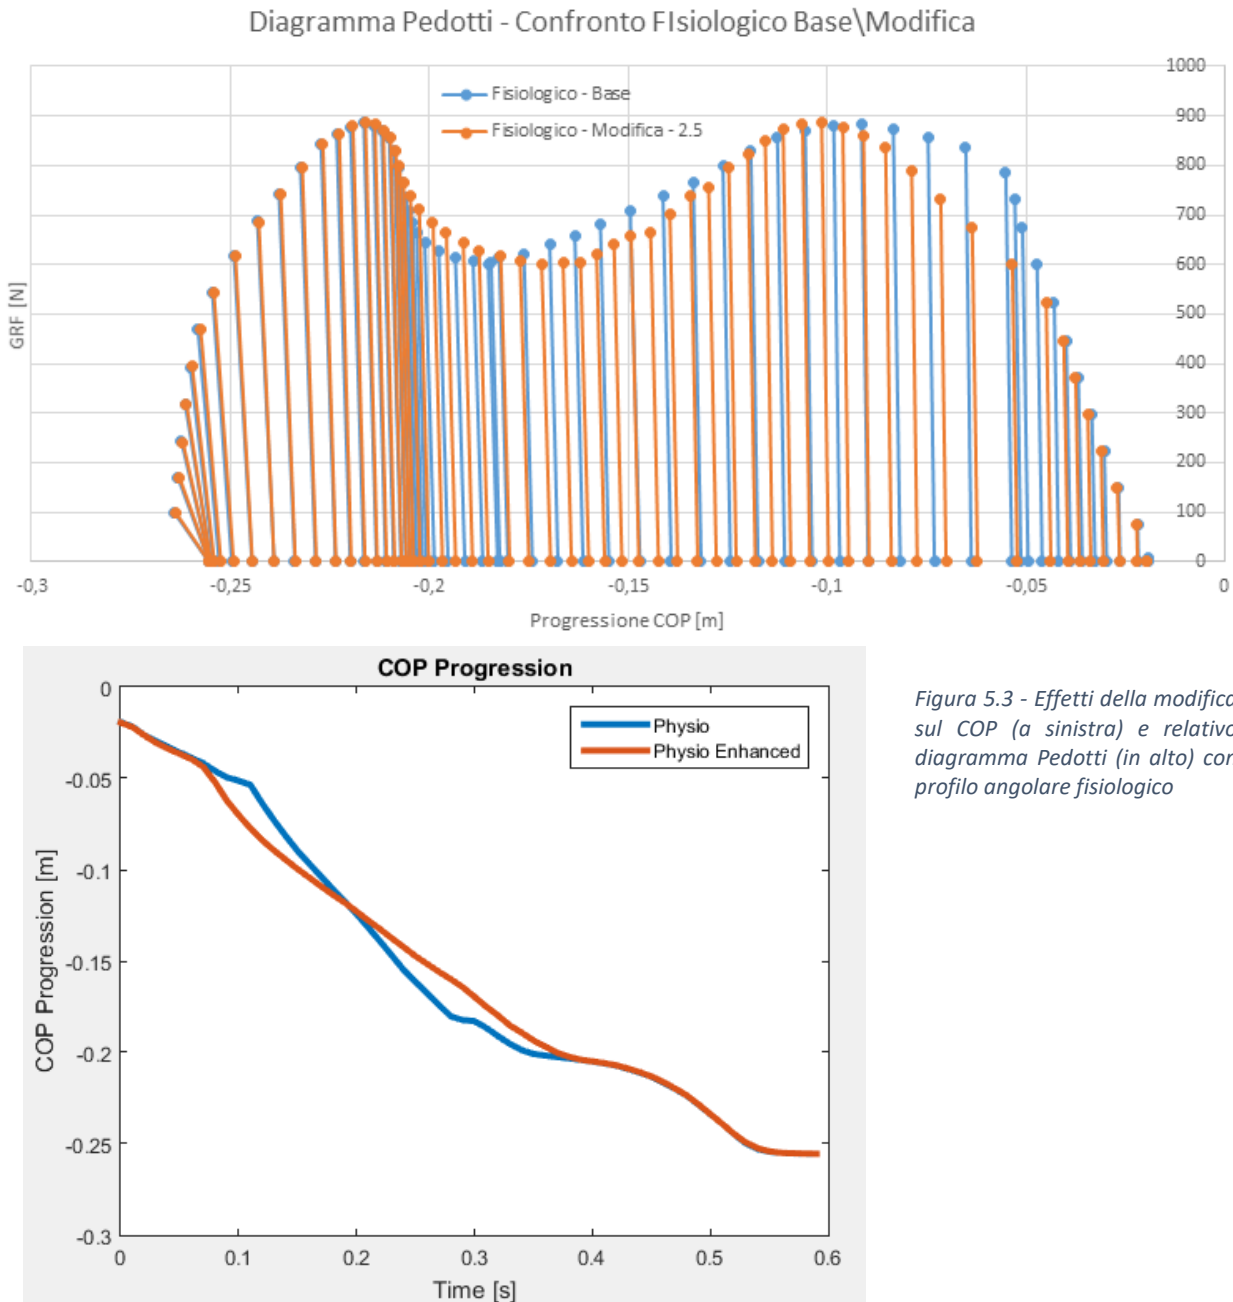 Diagramma Pedotti - Confronto FIsiologico Base\Modifica
1000
900
800
700
600
500
400
300
200
100
0
Fisiologico - Base
Fisiologico - Modifica - 2.5
GRF [N]
-0,3
-0,25
-0,2
-0,15
-0,1
-0,05
0
Progressione COP [m]
COP Progression
0
-0.05
-0.1
-0.15
-0.2
-0.25
-0.3
COP Progression [m]
Physio
Physio Enhanced
0
0.1
0.2
0.3
0.4
0.5
0.6
Time [s]
Figura 5.3 - Effetti della modifica
sul COP (a sinistra) e relativo
diagramma Pedotti (in alto) con
profilo angolare fisiologico